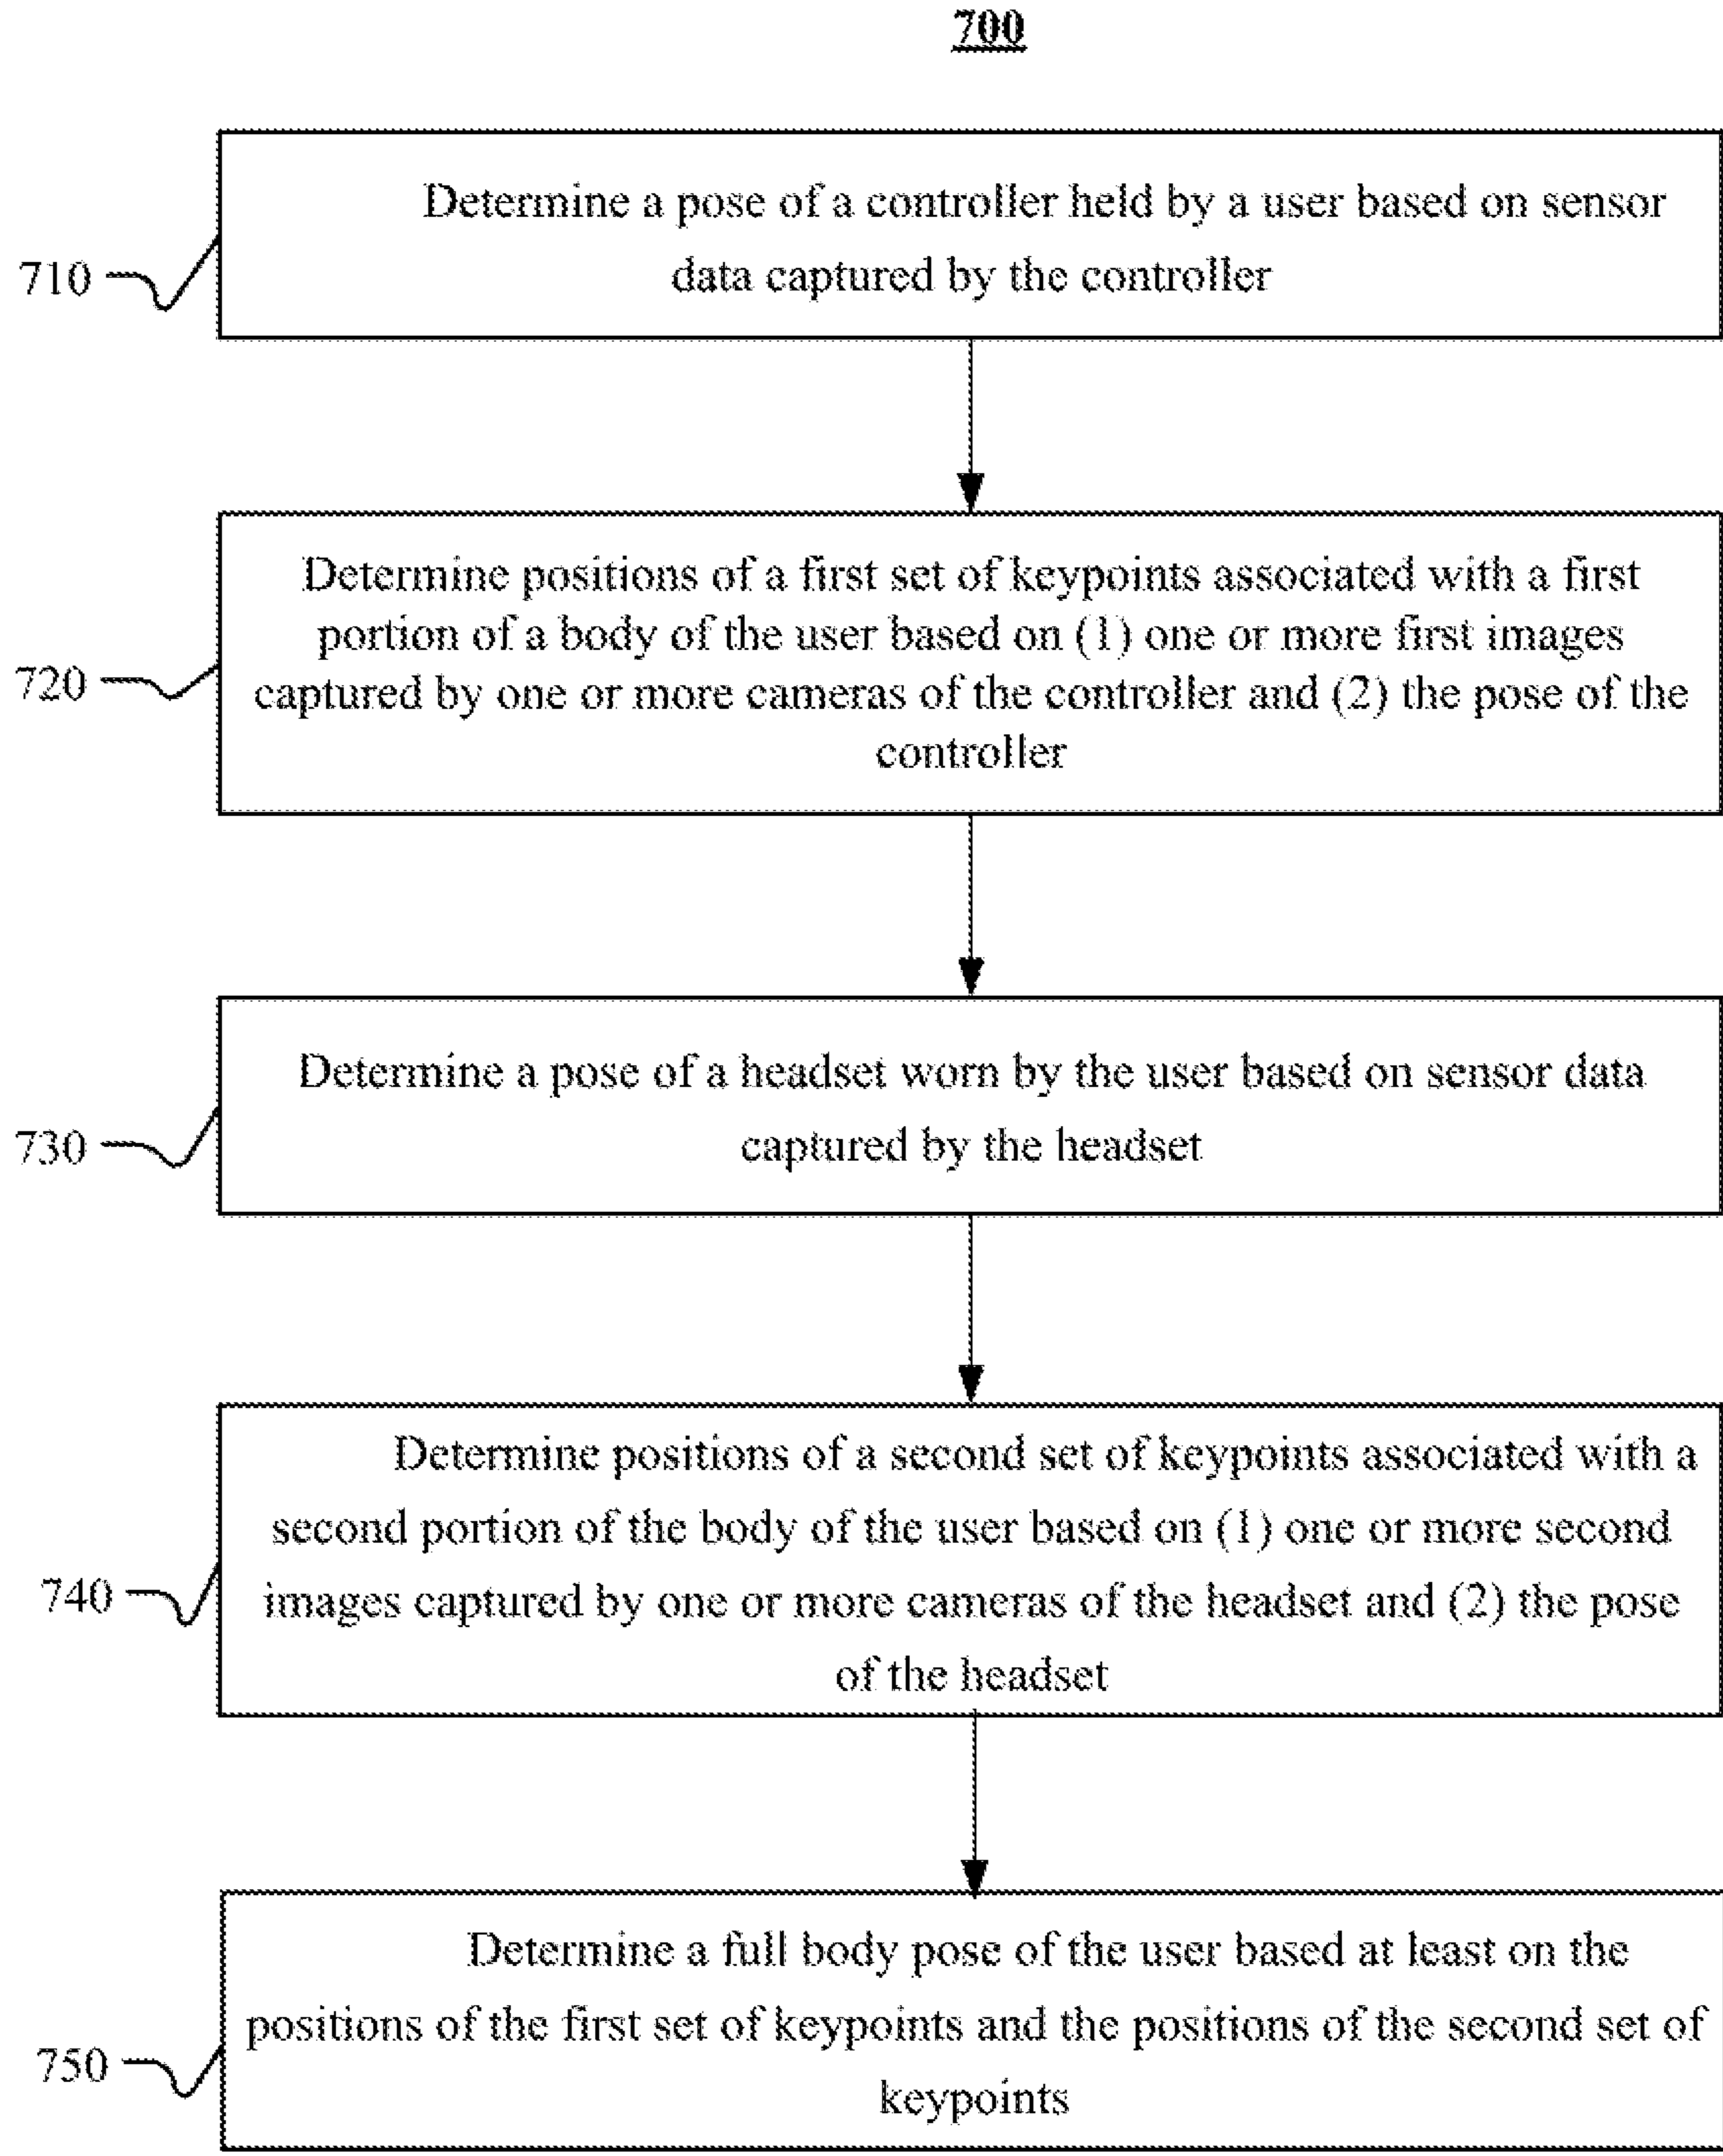 700
Determine a pose of a controller held by a user based on sensor
data captured by the controller
710
Determine positions of a first set of keypoints associated with a first
portion of a body of the user based on (1) one or more first images
captured by one or more cameras of the controller and (2) the pose of the
controller
720
Determine a pose of a headset worn by the user based on sensor data
captured by the headset
730
Determine positions of a second set of keypoints associated with a
second portion of the body of the user based on (1) one or more second
images captured by one or more cameras of the headset and (2) the pose
of the headset
740
Determine a full body pose of the user based at least on the
positions of the first set of keypoints and the positions of the second set of
keypoints
750